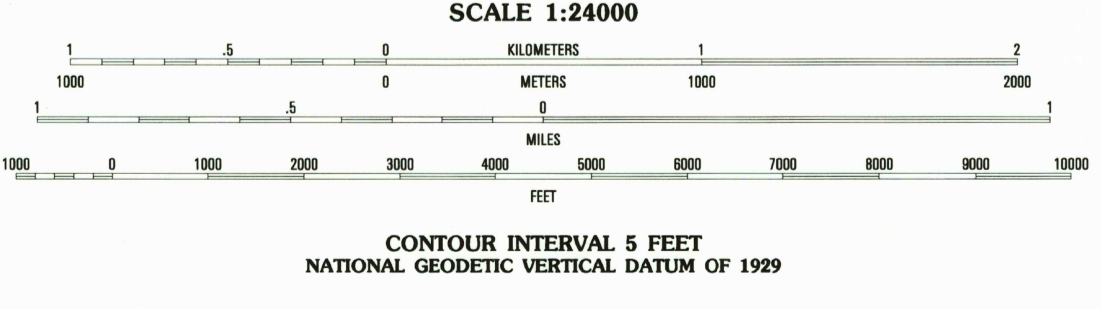 SCALE 1:24000
1 .5 0 KILOMETERS 1 2
1000 0 METERS 1000 2000
1 .5 0 1
MILES
1000 0 1000 2000 3000 4000 5000 6000 7000 8000 9000 10000
FEET
CONTOUR INTERVAL 5 FEET
NATIONAL GEODETIC VERTICAL DATUM OF 1929